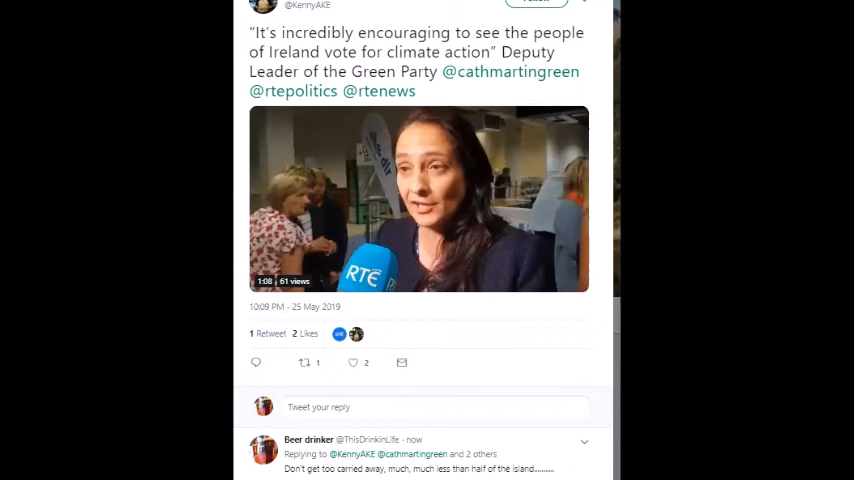 @KennyAKE
"It's incredibly encouraging to see the people
of Ireland vote for climate action" Deputy
Leader of the Green Party @cathmartingreen
@rtepolitics @rtenews
dlr
RTÉ
1:08 61 views
10:09 PM - 25 May 2019
1 Retweet 2 Likes
1 2
Tweet your reply
Beer drinker @ThisDrinkinLife - now
Replying to @KennyAKE @cathmartingreen and 2 others
Don't get too carried away, much, much less than half of the island..........